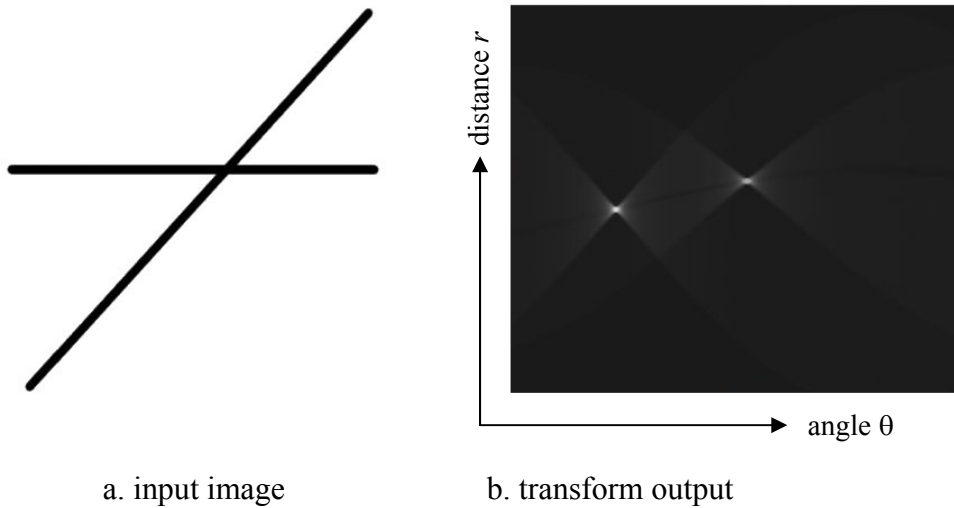 distance r
angle θ
a. input image
b. transform output